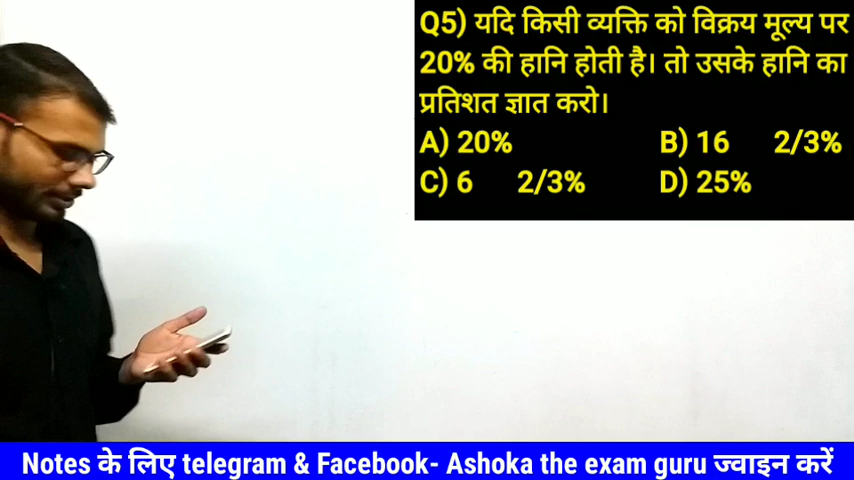 Q5) यदि किसी व्यक्ति को विक्रय मूल्य पर
20% की हानि होती है। तो उसके हानि का
प्रतिशत ज्ञात करो।
A) 20% B) 16 2/3%
C) 6 2/3% D) 25%
Notes के लिए telegram & Facebook- Ashoka the exam guru ज्वाइन करें